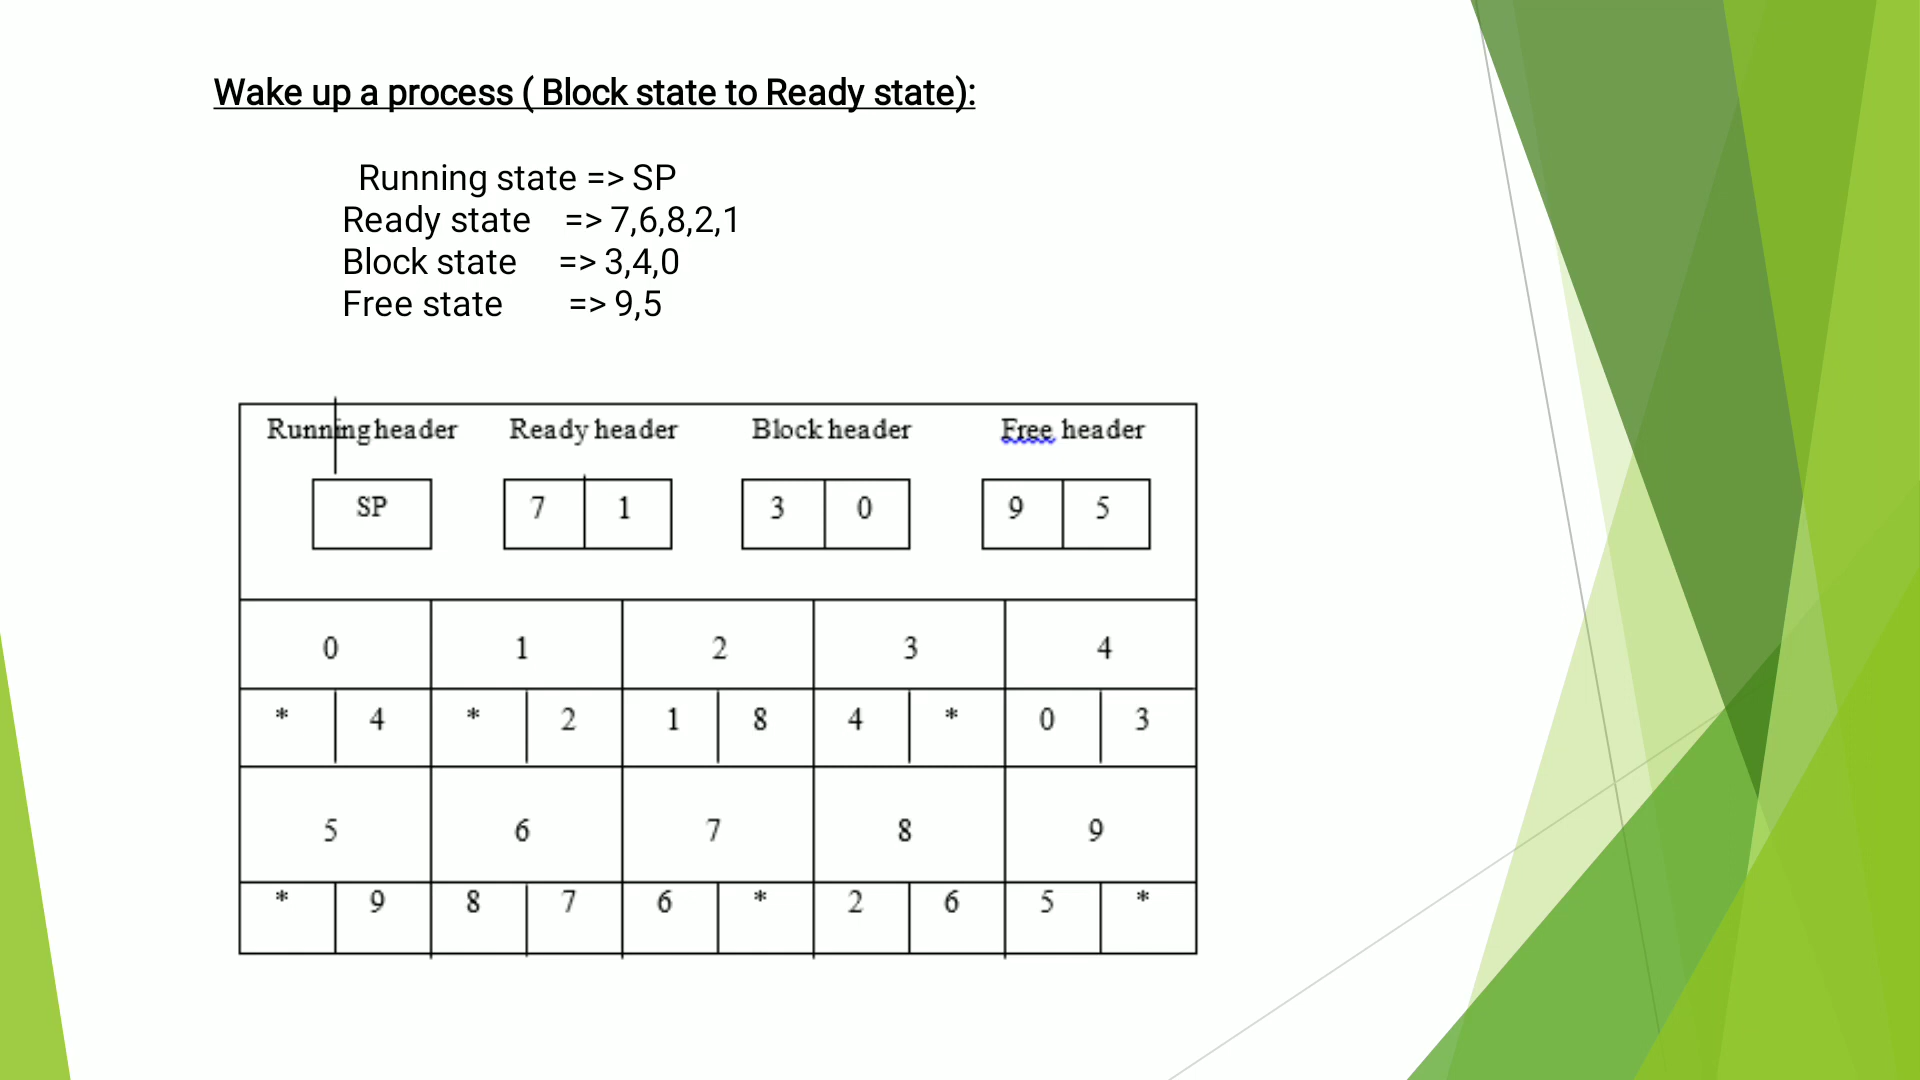 Wake up a process ( Block state to Ready state):
Running state => SP
Ready state => 7,6,8,2,1
Block state => 3,4,0
Free state => 9,5
Running header Ready header Block header Free header
SP 7 1 3 0 9 5
0 1 2 3 4
* 4 * 2 1 8 4 * 0 3
5 6 7 8 9
* 9 8 7 6 * 2 6 5 *